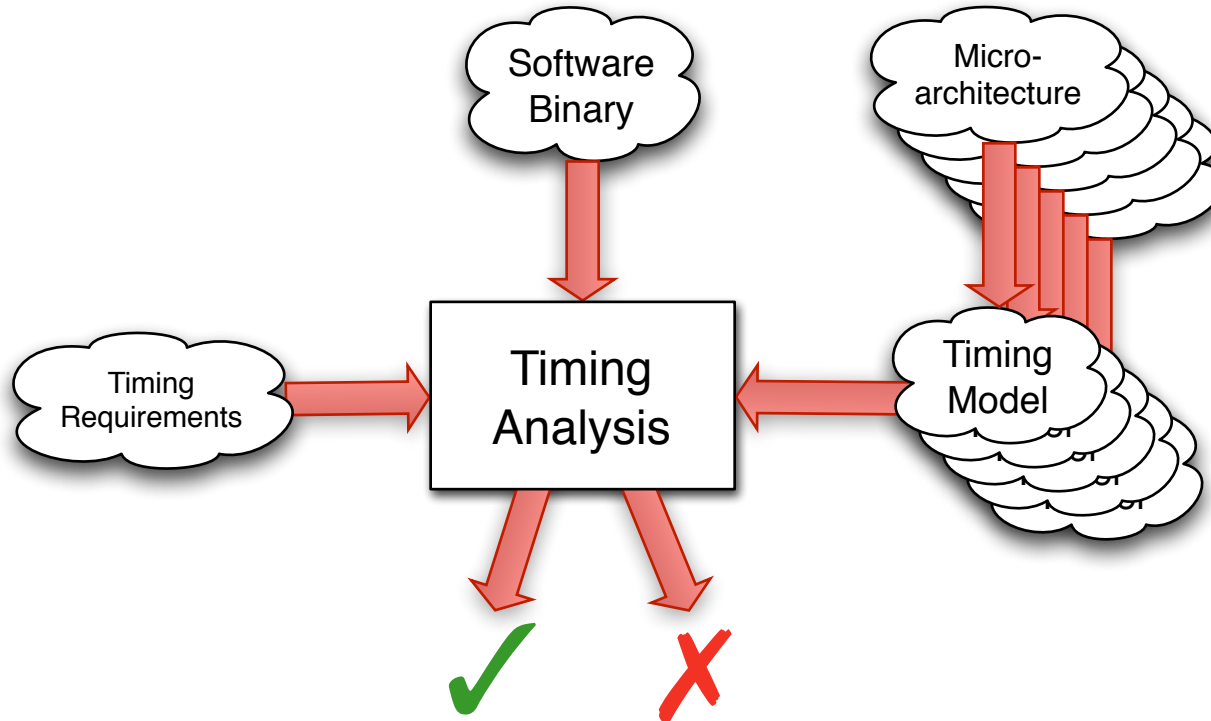 Software
Binary
Micro-
architecture
Timing
Requirements
Timing
Analysis
Timing
Model